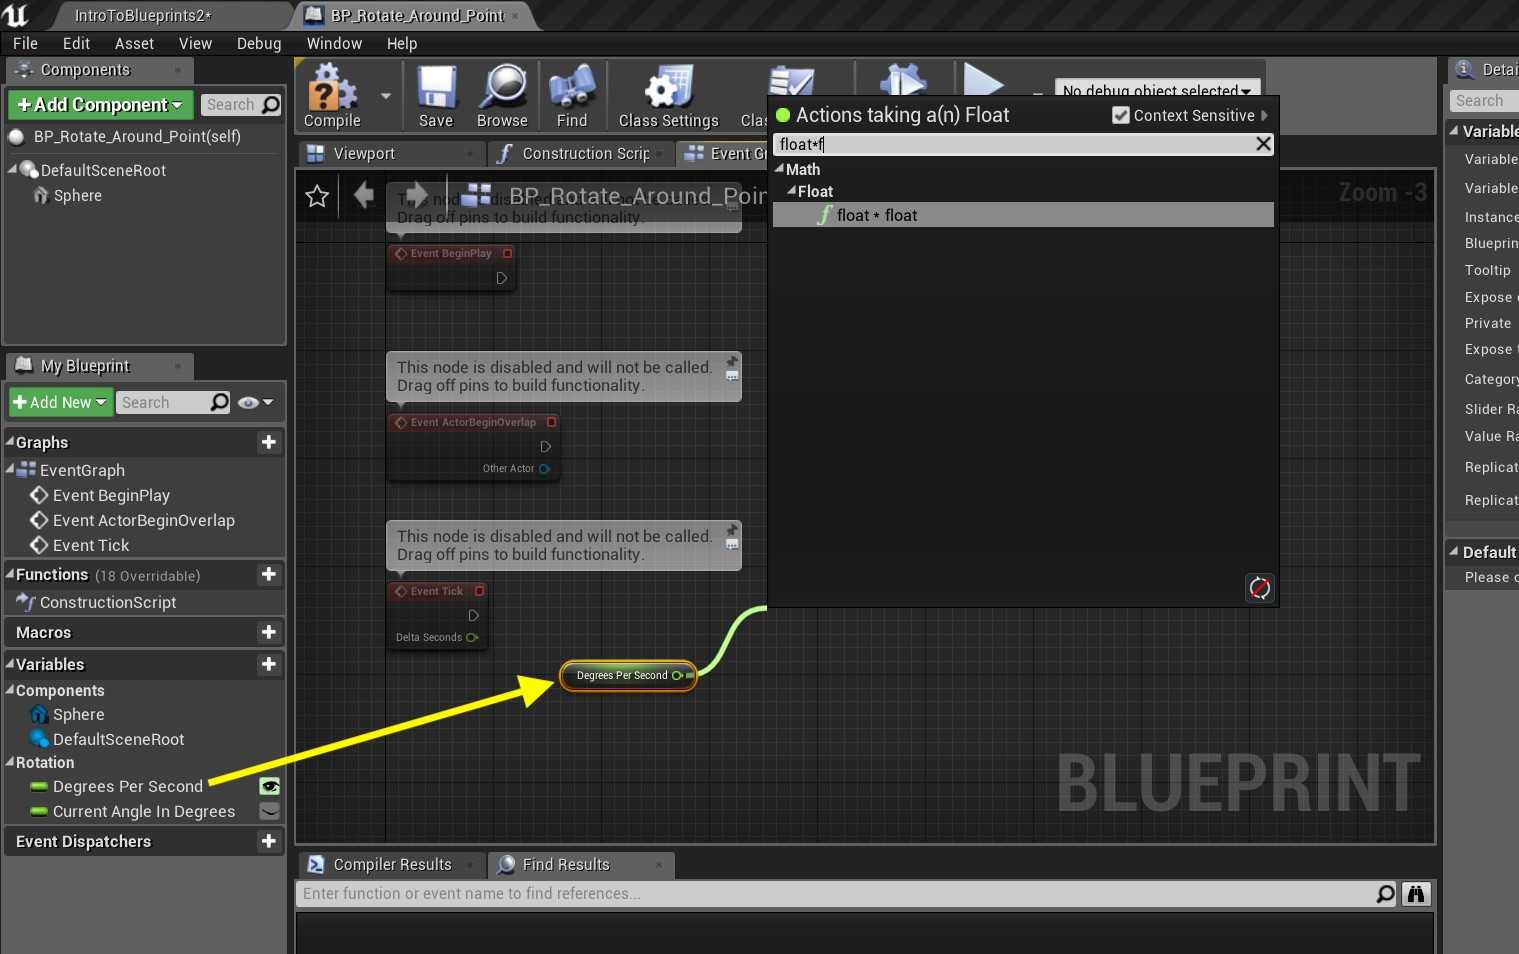 IntroToBlueprints2*
BP_Rotate_Around_Point
File Edit Asset View Debug Window Help
Components
+Add Component
Search
BP_Rotate_Around_Point(self)
DefaultSceneRoot
Sphere
My Blueprint
+Add New
Search
Graphs
EventGraph
Event BeginPlay
Event ActorBeginOverlap
Event Tick
Functions (18 Overridable)
ConstructionScript
Macros
Variables
Components
Sphere
DefaultSceneRoot
Rotation
Degrees Per Second
Current Angle In Degrees
Event Dispatchers
Compile
Save
Browse
Find
Class Settings
Clas
No debug object selected
Viewport
Construction Scrip
Event Gr
BP_Rotate_Around_Poin
Zoom -3
This node is disabled
Drag off pins to build functionality.
Event BeginPlay
This node is disabled and will not be called.
Drag off pins to build functionality.
Event ActorBeginOverlap
Other Actor
This node is disabled and will not be called.
Drag off pins to build functionality.
Event Tick
Delta Seconds
Degrees Per Second
Actions taking a(n) Float
Context Sensitive
float*f
Math
Float
float * float
BLUEPRINT
Compiler Results
Find Results
Enter function or event name to find references...
Detai
Search
Variable
Variable
Variable
Instance
Blueprin
Tooltip
Expose
Private
Expose t
Category
Slider Ra
Value Ra
Replicat
Replicat
Default
Please c